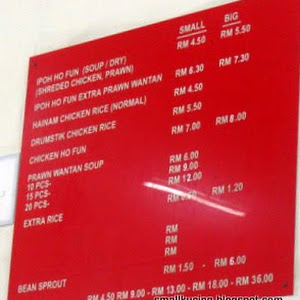 SMALL BIG
IPOH HO FUN (SOUP / DRY) RM 4.50 RM 5.50
(SHREDED CHICKEN, PRAWN)
IPOH HO FUN EXTRA PRAWN WANTAN RM 6.30 RM 7.30
HAINAM CHICKEN RICE (NORMAL) RM 4.50
DRUMSTIK CHICKEN RICE RM 5.50
CHICKEN HO FUN RM 7.00 RM 8.00
PRAWN WANTAN SOUP
10 PCS- RM 6.00
15 PCS- RM 9.00
20 PCS- RM 12.00
EXTRA RICE RM 1.20
RM
RM
RM
RM 1.50 - RM 6.00
BEAN SPROUT RM 4.50 RM 9.00 - RM 13.00 - RM 18.00 - RM 36.00
smallkucing.blogspot.com